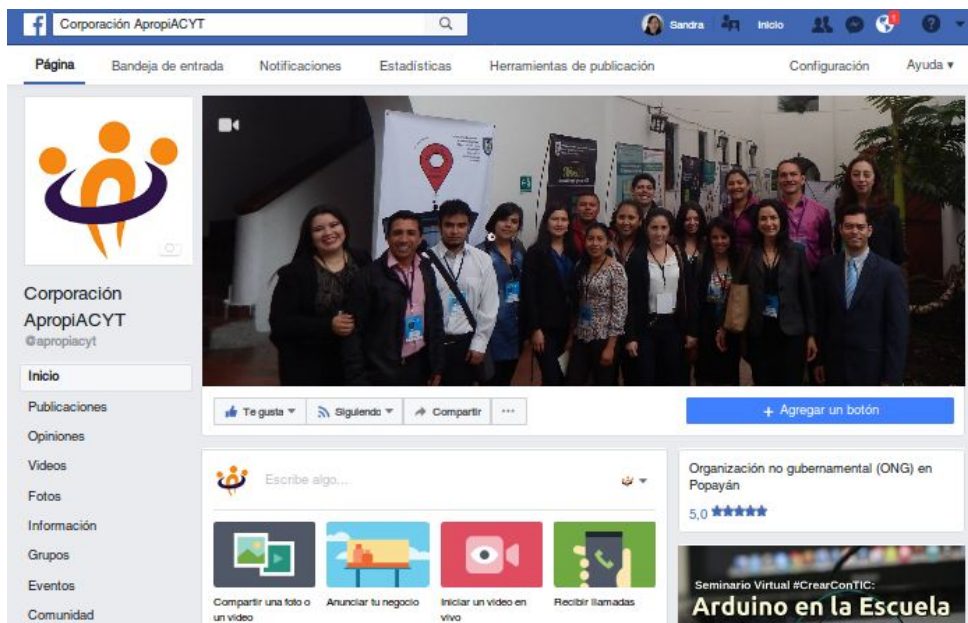 Corporación ApropiACYT
Sandra
Inicio
1
Página
Bandeja de entrada
Notificaciones
Estadísticas
Herramientas de publicación
Configuración
Ayuda
Corporación
ApropiACYT
@apropiacyt
Inicio
Publicaciones
Opiniones
Videos
Fotos
Información
Grupos
Eventos
Comunidad
Te gusta
Siguiendo
Compartir
+ Agregar un botón
Escribe algo...
Compartir una foto o
un video
Anunciar tu negocio
Iniciar un video en
vivo
Recibir llamadas
Organización no gubernamental (ONG) en
Popayán
5,0 ★★★★★
Seminario Virtual #CrearConTIC:
Arduino en la Escuela